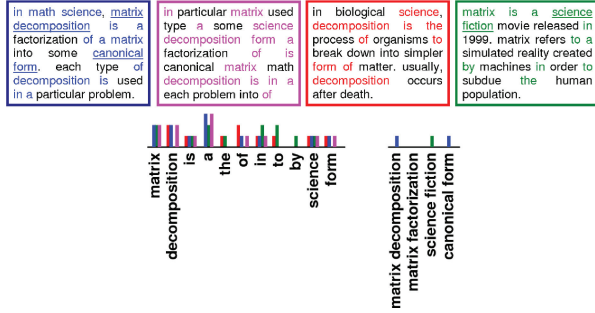 in math science, matrix
decomposition is a
factorization of a matrix
into some canonical
form. each type of
decomposition is used
in a particular problem.
in particular matrix used
type a some science
decomposition form a
factorization of is
canonical matrix math
decomposition is in a
each problem into of
in biological science,
decomposition is the
process of organisms to
break down into simpler
form of matter. usually,
decomposition occurs
after death.
matrix is a science
fiction movie released in
1999. matrix refers to a
simulated reality created
by machines in order to
subdue the human
population.
matrix
decomposition
is
a
the
of
in
to
by
science
form
matrix decomposition
matrix factorization
science fiction
canonical form